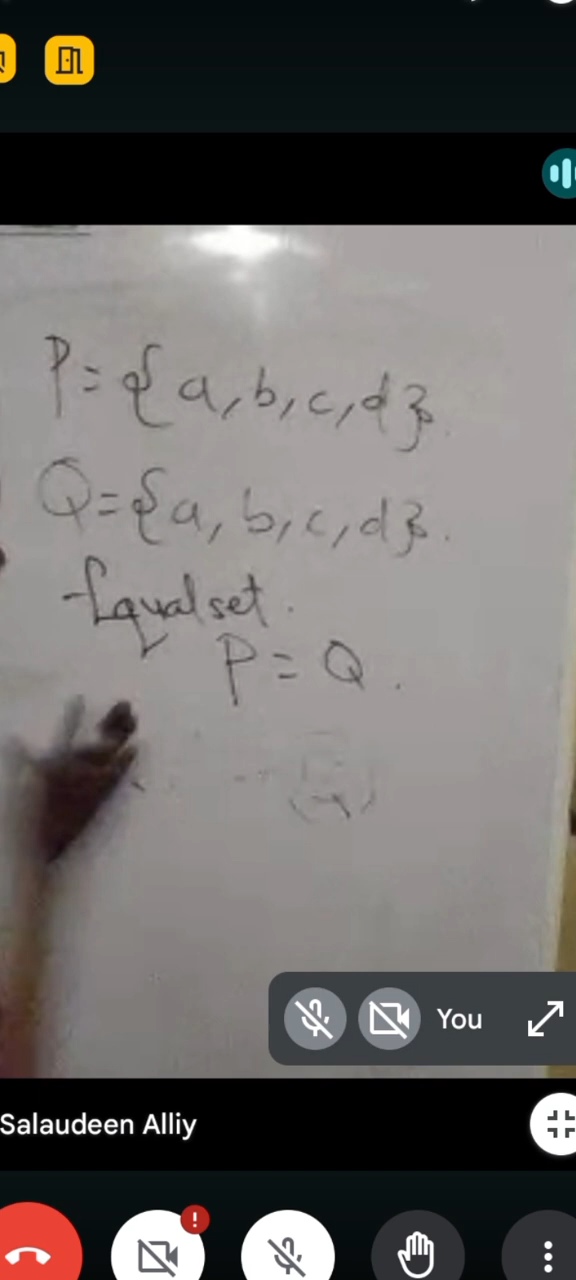 P = {a, b, c, d}.
Q = {a, b, c, d}.
- Equal set.
P = Q.
You
Salaudeen Alliy